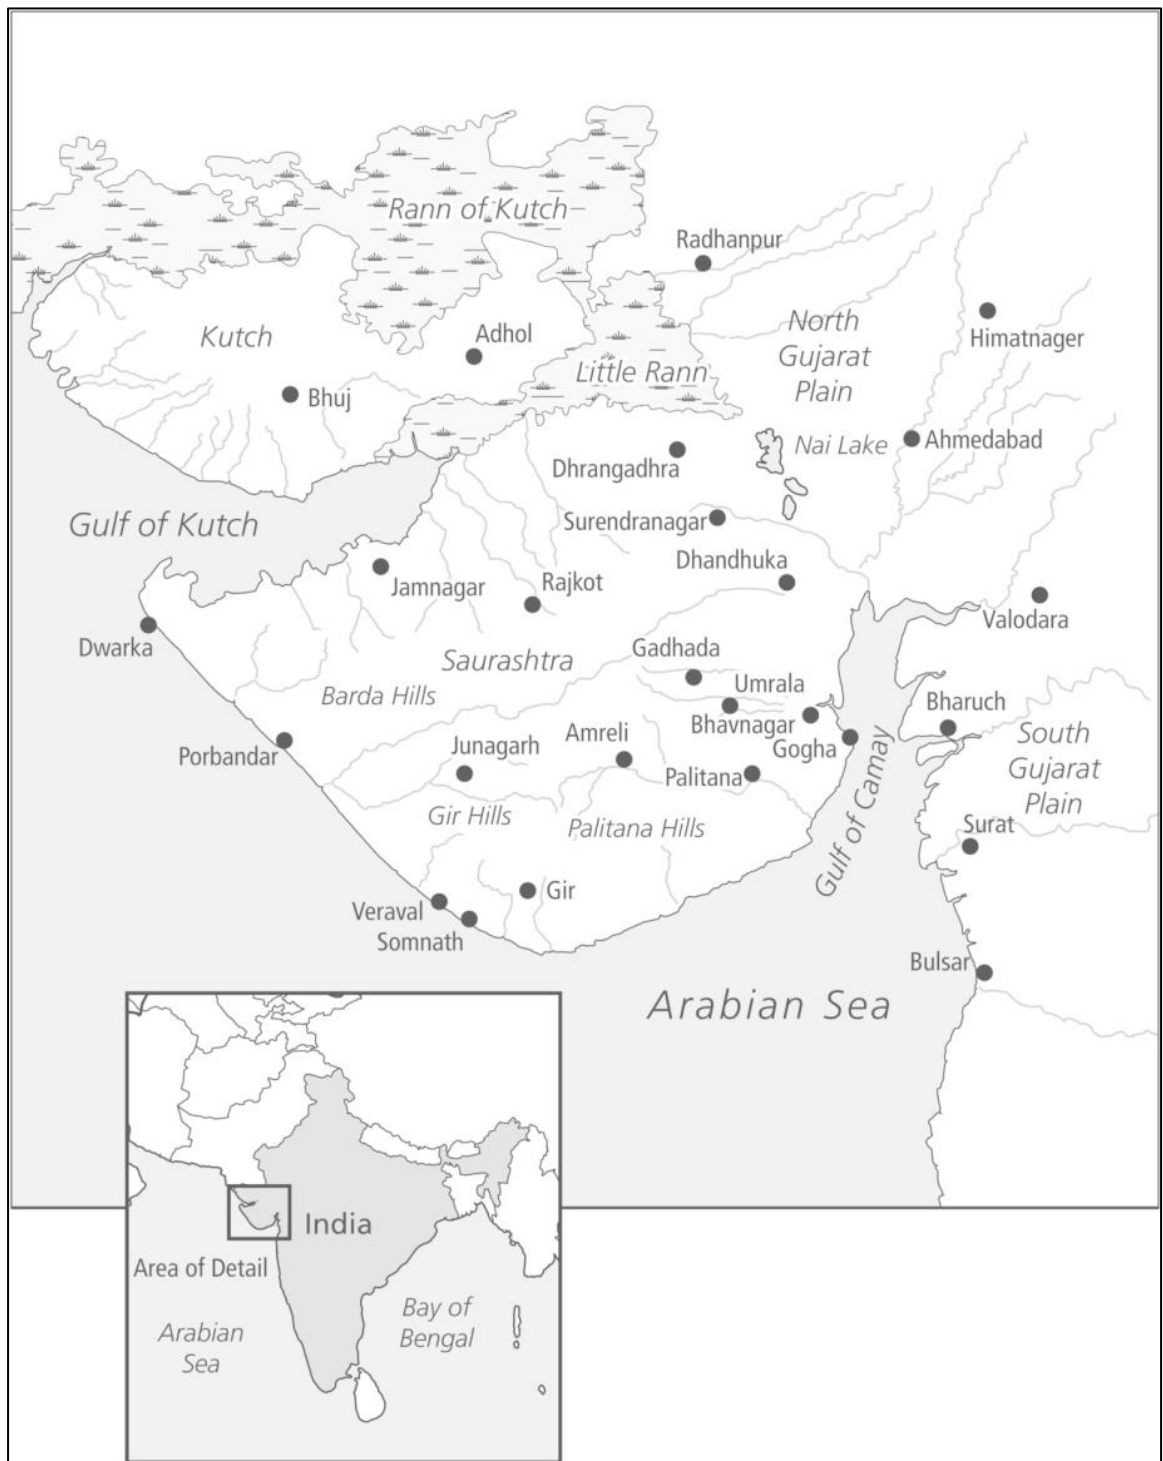 Rann of Kutch
Radhanpur
Kutch
Adhol
North
Gujarat
Plain
Himatnager
Little Rann
Bhuj
Nai Lake
Ahmedabad
Dhrangadhra
Gulf of Kutch
Surendranagar
Dhandhuka
Jamnagar
Rajkot
Valodara
Dwarka
Saurashtra
Gadhada
Barda Hills
Umrala
Bharuch
Bhavnagar
Porbandar
Junagarh
Amreli
Gogha
South
Gujarat
Plain
Palitana
Gir Hills
Palitana Hills
Gulf of Camay
Surat
Gir
Veraval
Somnath
Bulsar
Arabian Sea
India
Area of Detail
Arabian
Sea
Bay of
Bengal